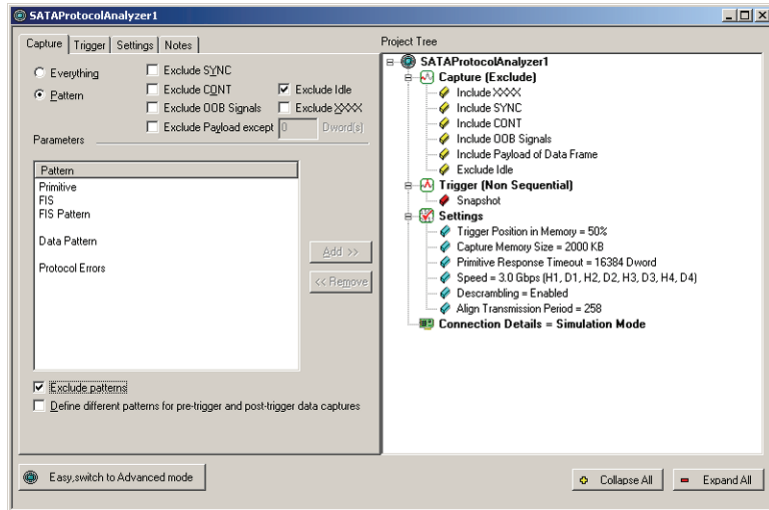 SATAProtocolAnalyzer1
Capture
Trigger
Settings
Notes
Everything
Pattern
Exclude SYNC
Exclude CONT
Exclude Idle
Exclude OOB Signals
Exclude XXXX
Exclude Payload except
0
Dword(s)
Parameters
Pattern
Primitive
FIS
FIS Pattern
Data Pattern
Protocol Errors
Add >>
<< Remove
Exclude patterns
Define different patterns for pre-trigger and post-trigger data captures
Easy,switch to Advanced mode
Project Tree
SATAProtocolAnalyzer1
Capture (Exclude)
Include XXXX
Include SYNC
Include CONT
Include OOB Signals
Include Payload of Data Frame
Exclude Idle
Trigger (Non Sequential)
Snapshot
Settings
Trigger Position in Memory = 50%
Capture Memory Size = 2000 KB
Primitive Response Timeout = 16384 Dword
Speed = 3.0 Gbps (H1, D1, H2, D2, H3, D3, H4, D4)
Descrambling = Enabled
Align Transmission Period = 258
Connection Details = Simulation Mode
Collapse All
Expand All